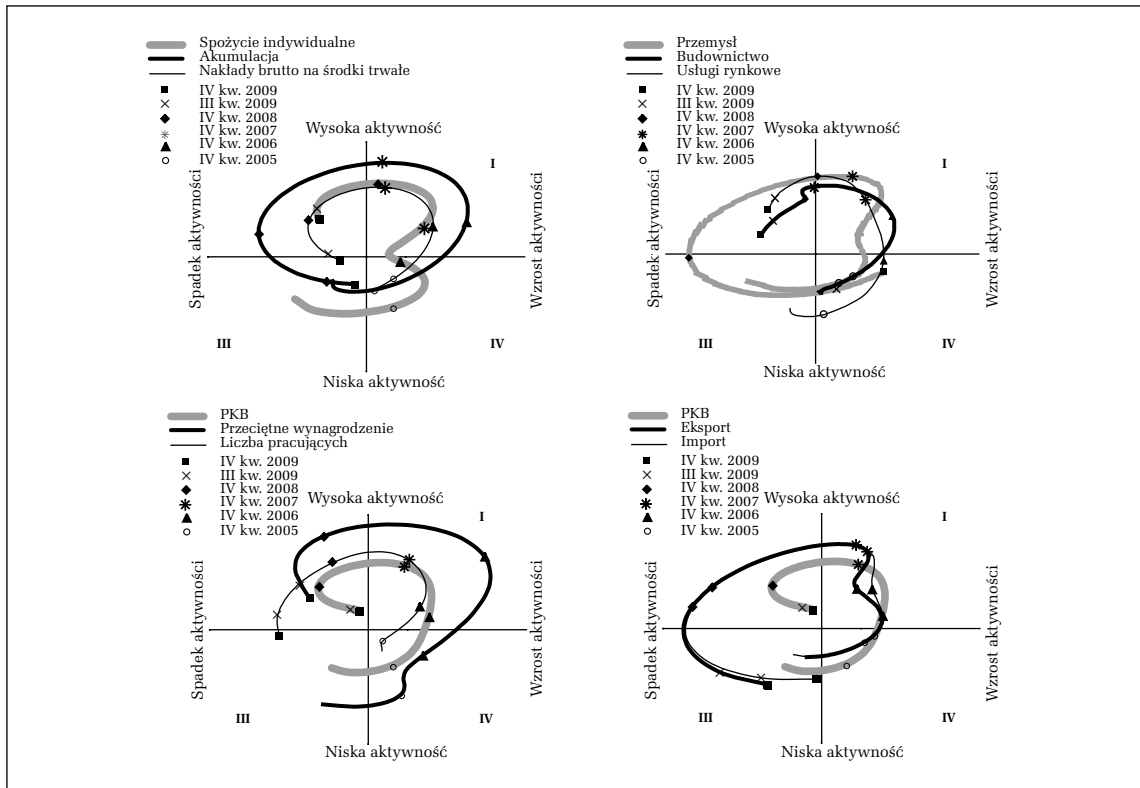 Spożycie indywidualne
Akumulacja
Nakłady brutto na środki trwałe
IV kw. 2009
III kw. 2009
IV kw. 2008
IV kw. 2007
IV kw. 2006
IV kw. 2005
Wysoka aktywność
I
Spadek aktywności
Wzrost aktywności
III
IV
Niska aktywność
Przemysł
Budownictwo
Usługi rynkowe
IV kw. 2009
III kw. 2009
IV kw. 2008
IV kw. 2007
IV kw. 2006
IV kw. 2005
Wysoka aktywność
I
Spadek aktywności
Wzrost aktywności
III
IV
Niska aktywność
PKB
Przeciętne wynagrodzenie
Liczba pracujących
IV kw. 2009
III kw. 2009
IV kw. 2008
IV kw. 2007
IV kw. 2006
IV kw. 2005
Wysoka aktywność
I
Spadek aktywności
Wzrost aktywności
III
IV
Niska aktywność
PKB
Eksport
Import
IV kw. 2009
III kw. 2009
IV kw. 2008
IV kw. 2007
IV kw. 2006
IV kw. 2005
Wysoka aktywność
I
Spadek aktywności
Wzrost aktywności
III
IV
Niska aktywność